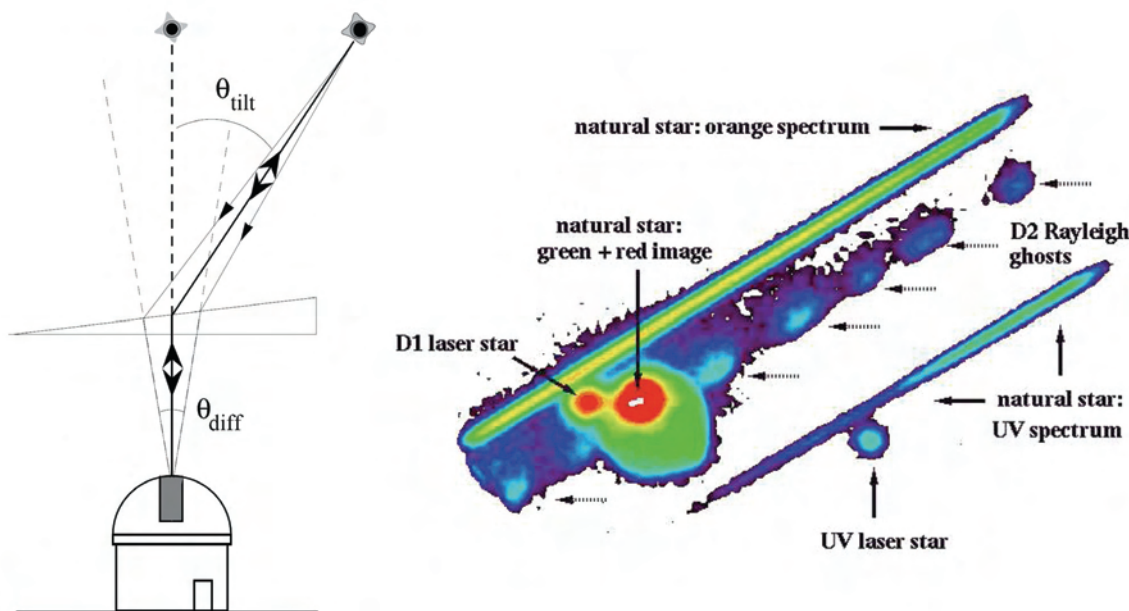 θtilt
θdiff
natural star: orange spectrum
natural star:
green + red image
D2 Rayleigh
ghosts
D1 laser star
natural star:
UV spectrum
UV laser star